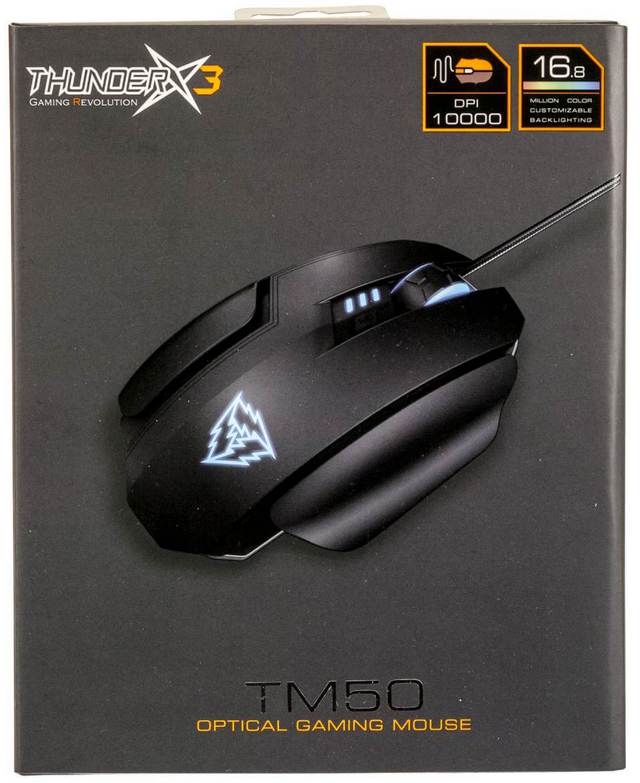 THUNDERX3
GAMING REVOLUTION
DPI
10000
16.8
MILLION COLOR
CUSTOMIZABLE
BACKLIGHTING
TM50
OPTICAL GAMING MOUSE